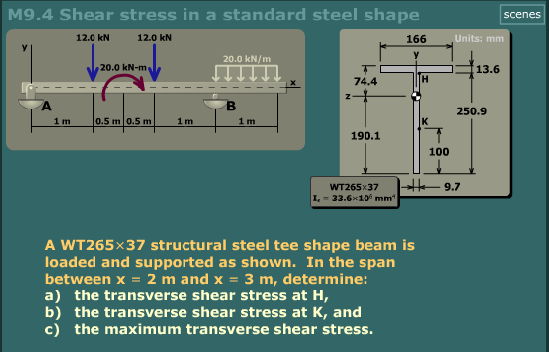 M9.4 Shear stress in a standard steel shape
scenes
12.0 kN 12.0 kN
y
20.0 kN-m
20.0 kN/m
x
A
B
1 m 0.5 m 0.5 m 1 m 1 m
Units: mm
166
y
13.6
H
74.4
z
250.9
K
190.1
100
9.7
WT265×37
I𝓏 = 33.6×10⁶ mm⁴
A WT265×37 structural steel tee shape beam is
loaded and supported as shown. In the span
between x = 2 m and x = 3 m, determine:
a) the transverse shear stress at H,
b) the transverse shear stress at K, and
c) the maximum transverse shear stress.